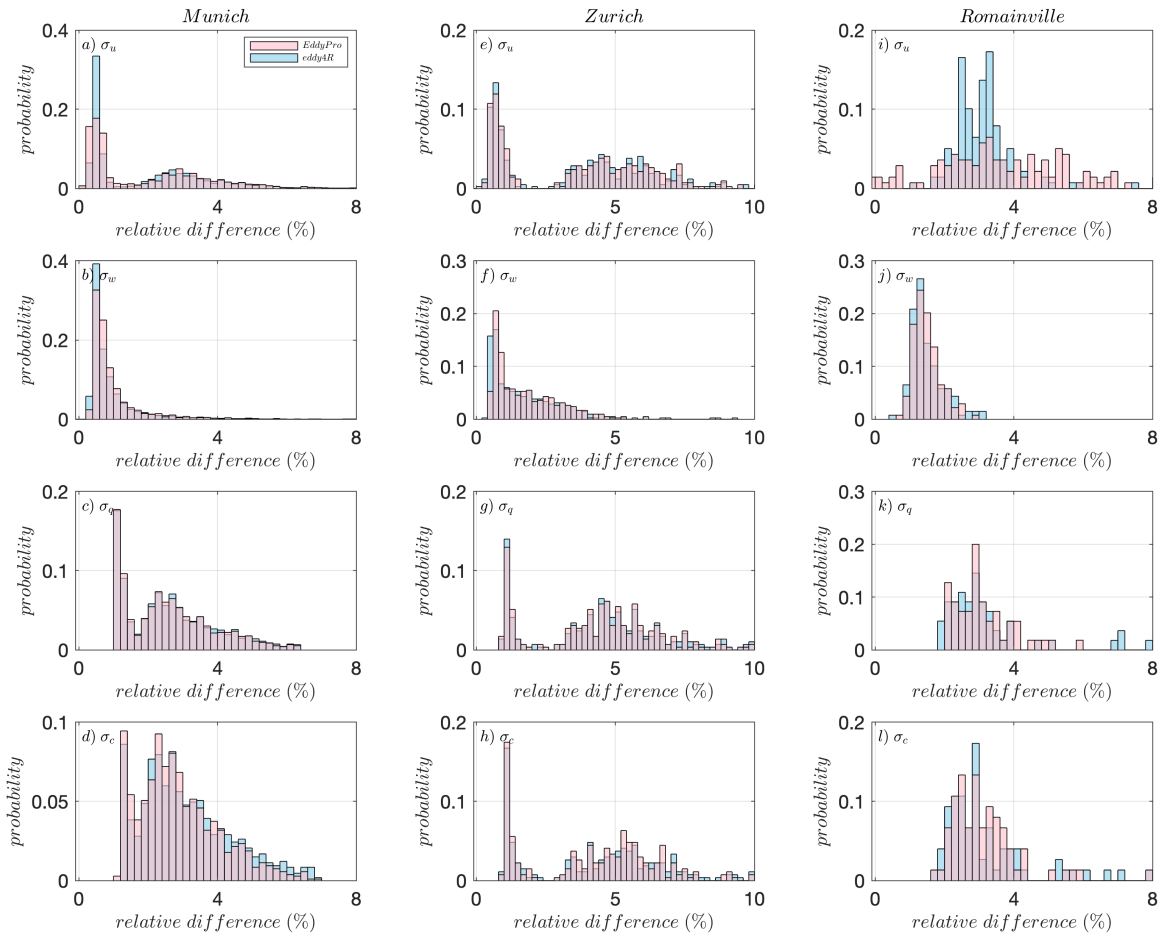 Munich
Zurich
Romainville
a) σu
EddyPro
eddy4R
probability
0.4
0.2
0
0 4 8
relative difference (%)
e) σu
probability
0.2
0.1
0
0 5 10
relative difference (%)
i) σu
probability
0.2
0.1
0
0 4 8
relative difference (%)
b) σw
probability
0.4
0.2
0
0 4 8
relative difference (%)
f) σw
probability
0.3
0.2
0.1
0
0 5 10
relative difference (%)
j) σw
probability
0.3
0.2
0.1
0
0 4 8
relative difference (%)
c) σq
probability
0.2
0.1
0
0 4 8
relative difference (%)
g) σq
probability
0.2
0.1
0
0 5 10
relative difference (%)
k) σq
probability
0.3
0.2
0.1
0
0 4 8
relative difference (%)
d) σc
probability
0.1
0.05
0
0 4 8
relative difference (%)
h) σc
probability
0.2
0.1
0
0 5 10
relative difference (%)
l) σc
probability
0.2
0.1
0
0 4 8
relative difference (%)